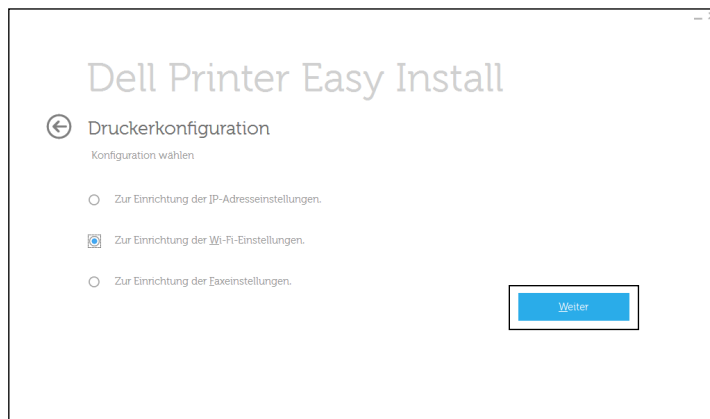 Dell Printer Easy Install
Druckerkonfiguration
Konfiguration wählen
Zur Einrichtung der IP-Adresseinstellungen.
Zur Einrichtung der Wi-Fi-Einstellungen.
Zur Einrichtung der Faxeinstellungen.
Weiter